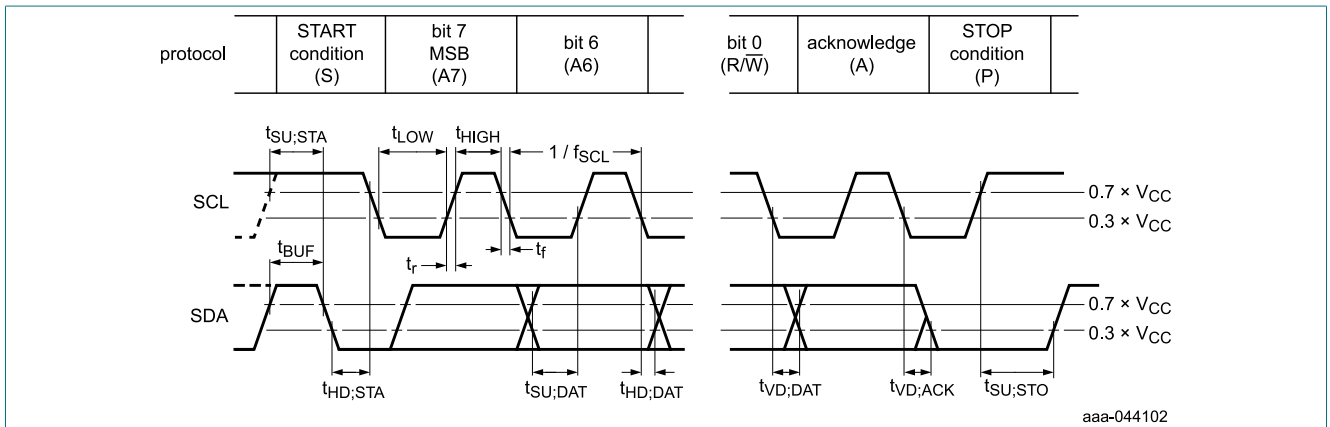 protocol
START
condition
(S)
bit 7
MSB
(A7)
bit 6
(A6)
bit 0
(R/W̅)
acknowledge
(A)
STOP
condition
(P)
tSU;STA
tLOW
tHIGH
1 / fSCL
SCL
0.7 × VCC
0.3 × VCC
tBUF
tr
tf
SDA
0.7 × VCC
0.3 × VCC
tHD;STA
tSU;DAT
tHD;DAT
tVD;DAT
tVD;ACK
tSU;STO
aaa-044102